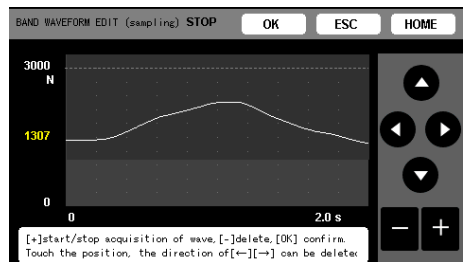 BAND WAVEFORM EDIT (sampling) STOP OK ESC HOME
3000
N
1307
0
0 2.0 s
− +
[+]start/stop acquisition of wave,[-]delete,[OK] confirm.
Touch the position, the direction of[←][→] can be delete